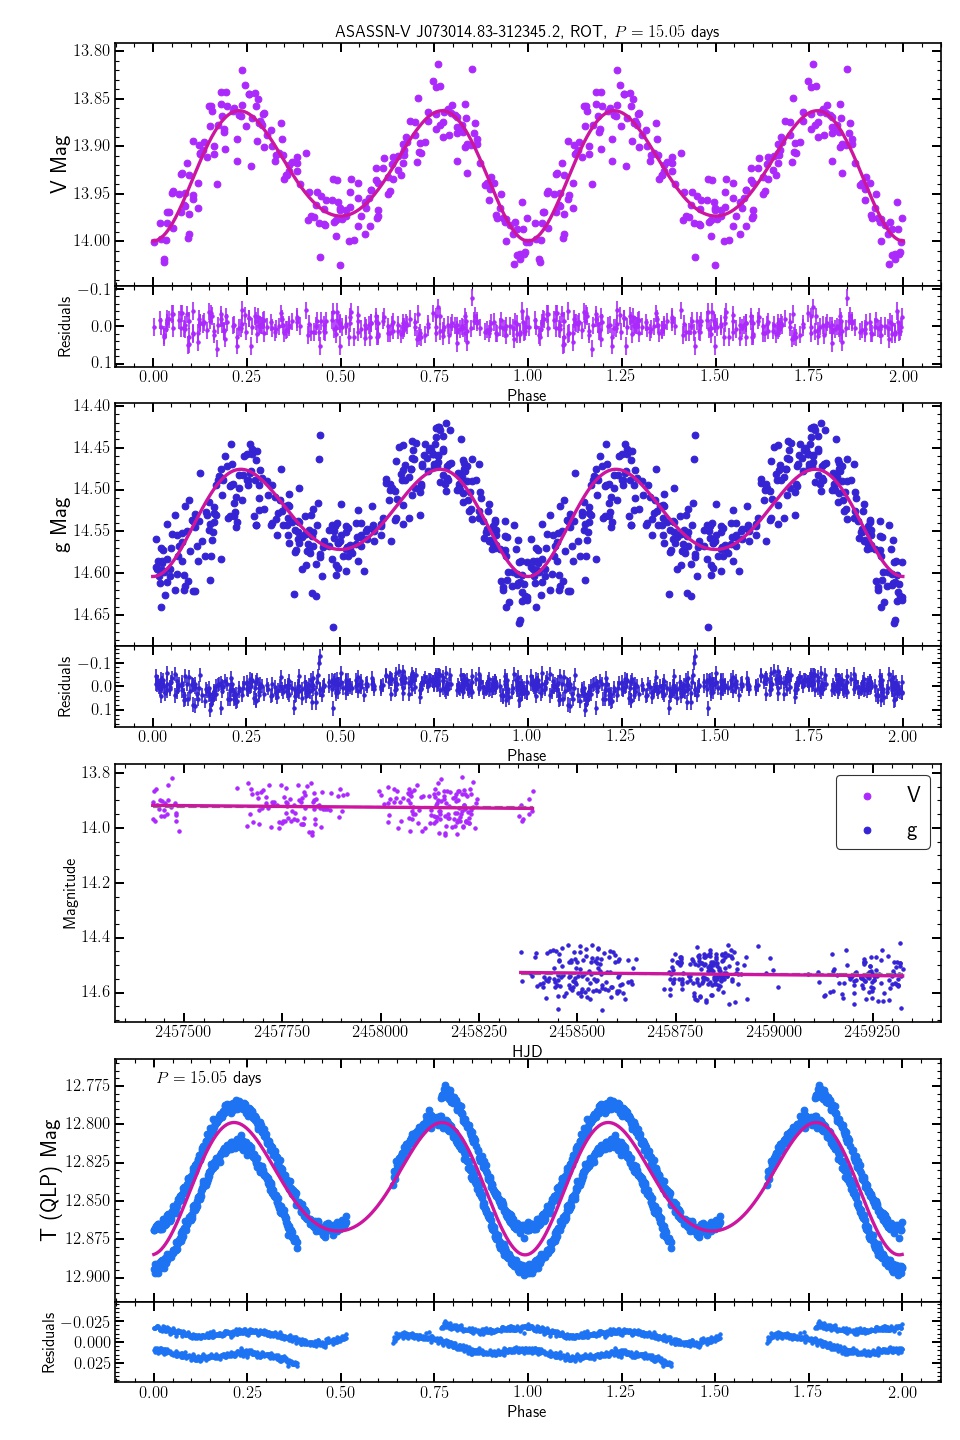 ASASSN-V J073014.83-312345.2, ROT, P = 15.05 days
13.80
13.85
13.90
13.95
14.00
V Mag
−0.1
0.0
0.1
Residuals
0.00 0.25 0.50 0.75 1.00 1.25 1.50 1.75 2.00
Phase
14.40
14.45
14.50
14.55
14.60
14.65
g Mag
−0.1
0.0
0.1
Residuals
0.00 0.25 0.50 0.75 1.00 1.25 1.50 1.75 2.00
Phase
13.8
14.0
14.2
14.4
14.6
Magnitude
V
g
2457500 2457750 2458000 2458250 2458500 2458750 2459000 2459250
HJD
P = 15.05 days
12.775
12.800
12.825
12.850
12.875
12.900
T (QLP) Mag
−0.025
0.000
0.025
Residuals
0.00 0.25 0.50 0.75 1.00 1.25 1.50 1.75 2.00
Phase